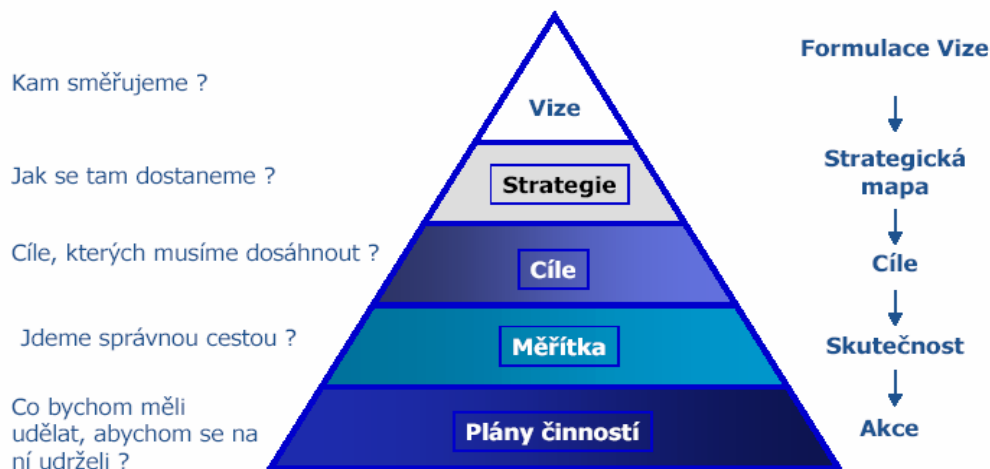 Formulace Vize
Kam směřujeme ?
Vize
Strategická
mapa
Jak se tam dostaneme ?
Strategie
Cíle, kterých musíme dosáhnout ?
Cíle
Cíle
Jdeme správnou cestou ?
Měřítka
Skutečnost
Co bychom měli
udělat, abychom se na
ní udrželi ?
Plány činností
Akce